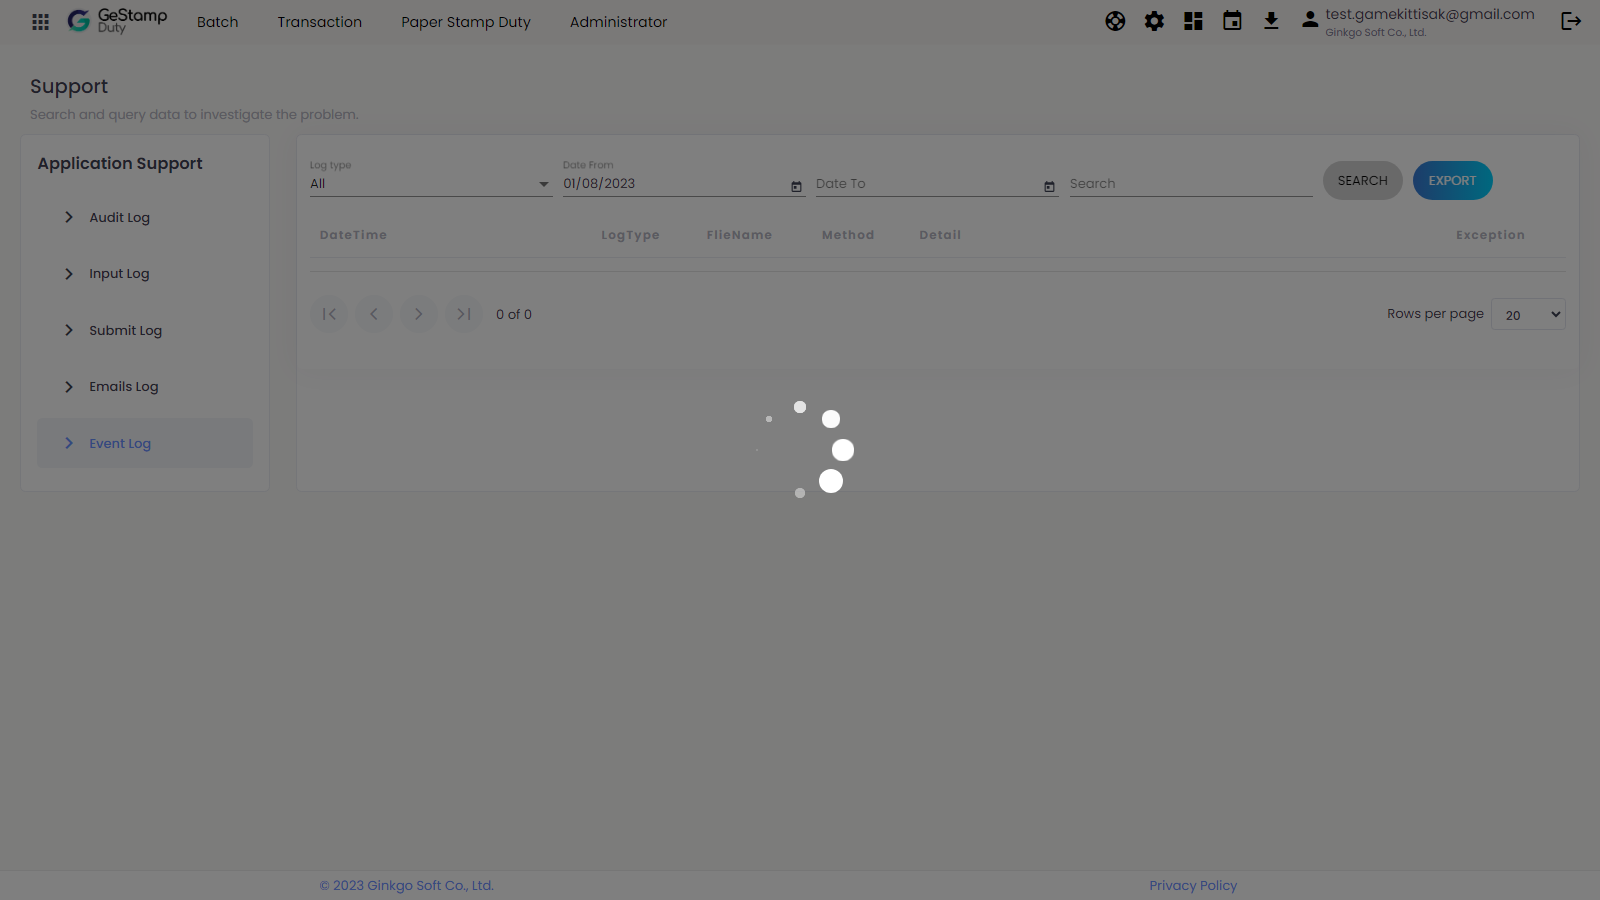 GeStamp
Duty
Batch
Transaction
Paper Stamp Duty
Administrator
test.gamekittisak@gmail.com
Ginkgo Soft Co., Ltd.
Support
Search and query data to investigate the problem.
Application Support
Audit Log
Input Log
Submit Log
Emails Log
Event Log
Log type
All
Date From
01/08/2023
Date To
Search
SEARCH
EXPORT
DateTime LogType FlieName Method Detail Exception
0 of 0
Rows per page 20
© 2023 Ginkgo Soft Co., Ltd.
Privacy Policy